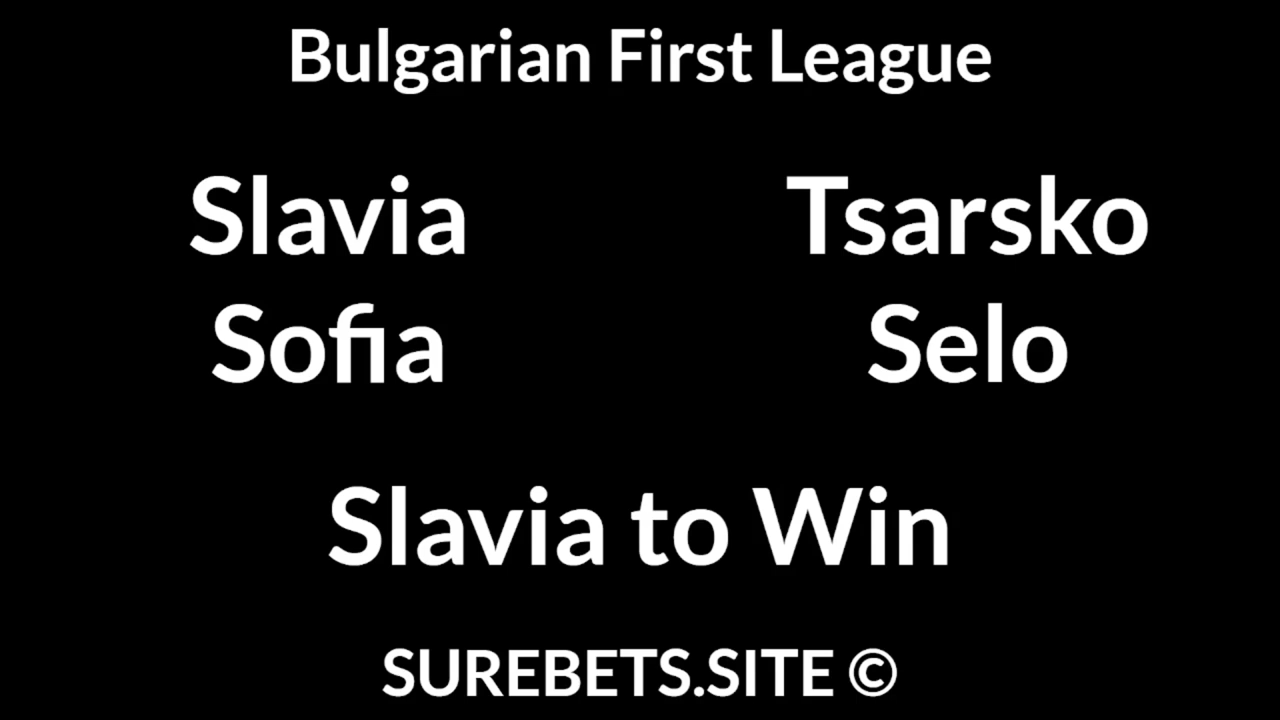 Bulgarian First League
Slavia
Sofia
Tsarsko
Selo
Slavia to Win
SUREBETS.SITE ©